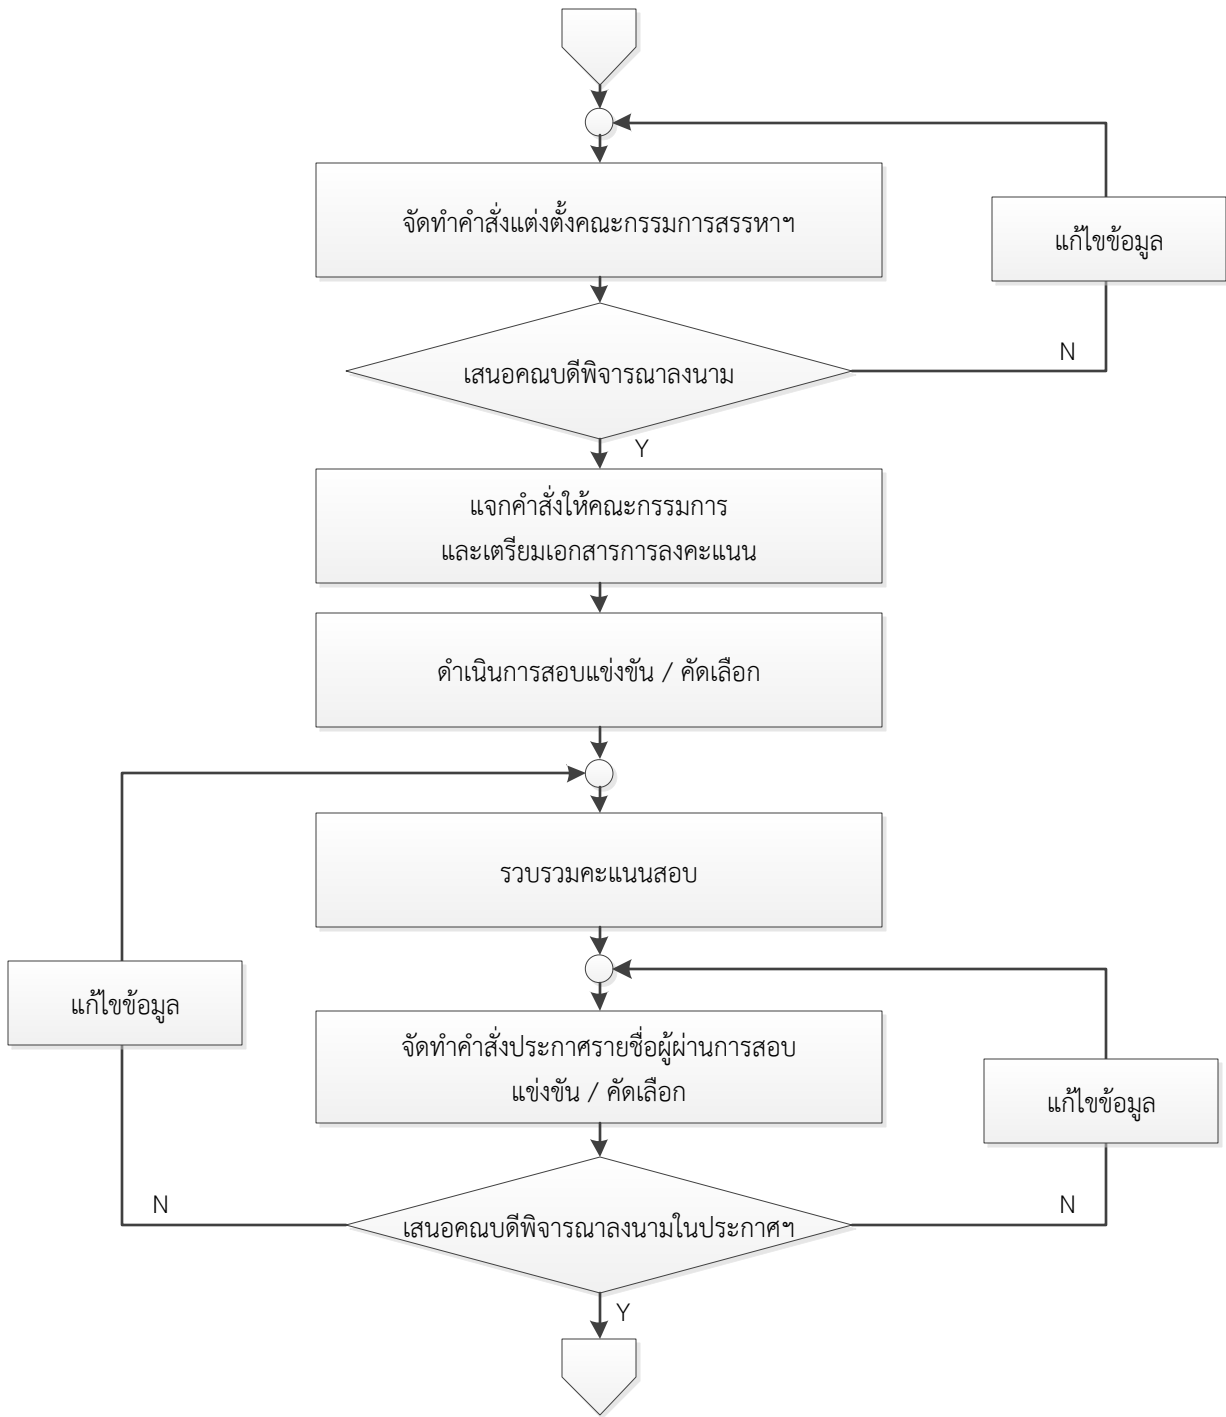 จัดทำคำสั่งแต่งตั้งคณะกรรมการสรรหาฯ
แก้ไขข้อมูล
N
เสนอคณบดีพิจารณาลงนาม
Y
แจกคำสั่งให้คณะกรรมการ
และเตรียมเอกสารการลงคะแนน
ดำเนินการสอบแข่งขัน / คัดเลือก
รวบรวมคะแนนสอบ
แก้ไขข้อมูล
จัดทำคำสั่งประกาศรายชื่อผู้ผ่านการสอบ
แข่งขัน / คัดเลือก
แก้ไขข้อมูล
N
N
เสนอคณบดีพิจารณาลงนามในประกาศฯ
Y